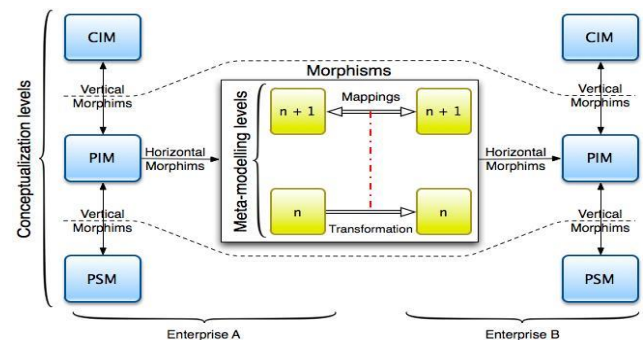 CIM
CIM
Morphisms
Vertical
Morphims
Vertical
Morphims
Conceptualization levels
Meta-modelling levels
n + 1
Mappings
n + 1
PIM
Horizontal
Morphims
Horizontal
Morphims
PIM
n
Transformation
n
Vertical
Morphims
Vertical
Morphims
PSM
PSM
Enterprise A
Enterprise B